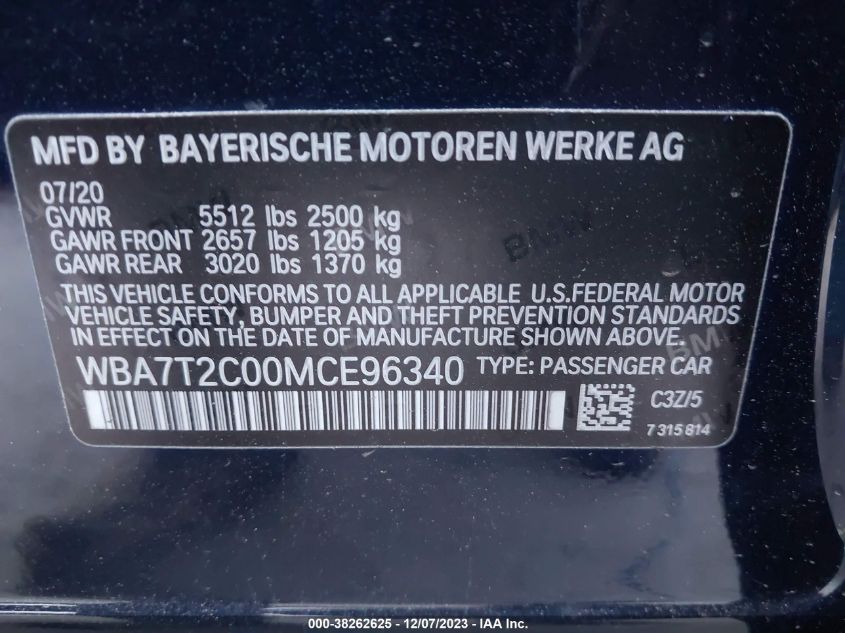 MFD BY BAYERISCHE MOTOREN WERKE AG
07/20
GVWR 5512 lbs 2500 kg
GAWR FRONT 2657 lbs 1205 kg
GAWR REAR 3020 lbs 1370 kg
THIS VEHICLE CONFORMS TO ALL APPLICABLE U.S.FEDERAL MOTOR
VEHICLE SAFETY, BUMPER AND THEFT PREVENTION STANDARDS
IN EFFECT ON THE DATE OF MANUFACTURE SHOWN ABOVE.
WBA7T2C00MCE96340 TYPE: PASSENGER CAR
C3Z/5
7 315 814
000-38262625 - 12/07/2023 - IAA Inc.